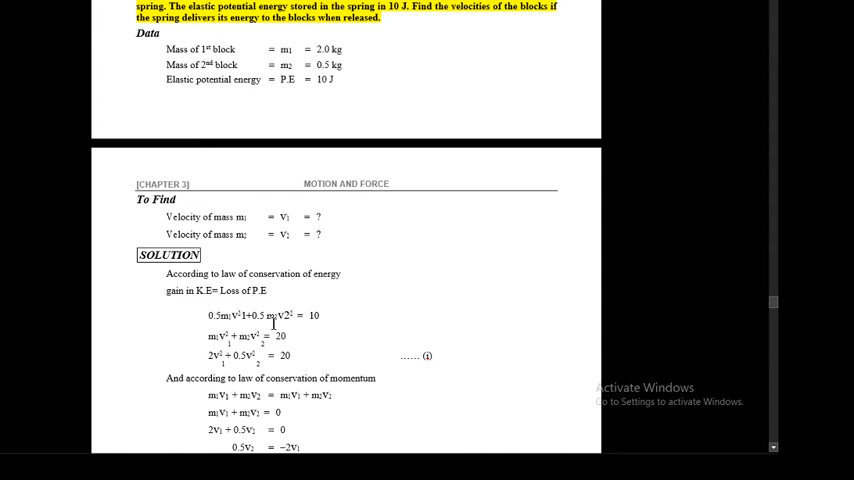 spring. The elastic potential energy stored in the spring in 10 J. Find the velocities of the blocks if
the spring delivers its energy to the blocks when released.
Data
Mass of 1st block = m1 = 2.0 kg
Mass of 2nd block = m2 = 0.5 kg
Elastic potential energy = P.E = 10 J
[CHAPTER 3] MOTION AND FORCE
To Find
Velocity of mass m1 = v1 = ?
Velocity of mass m2 = v2 = ?
SOLUTION
According to law of conservation of energy
gain in K.E= Loss of P.E
0.5m1v²1+0.5 m2v2² = 10
m1v²1 + m2v²2 = 20
2v²1 + 0.5v²2 = 20 ...... (i)
And according to law of conservation of momentum
m1v1 + m2v2 = m1v1 + m2v2
m1v1 + m2v2 = 0
2v1 + 0.5v2 = 0
0.5v2 = −2v1
Activate Windows
Go to Settings to activate Windows.